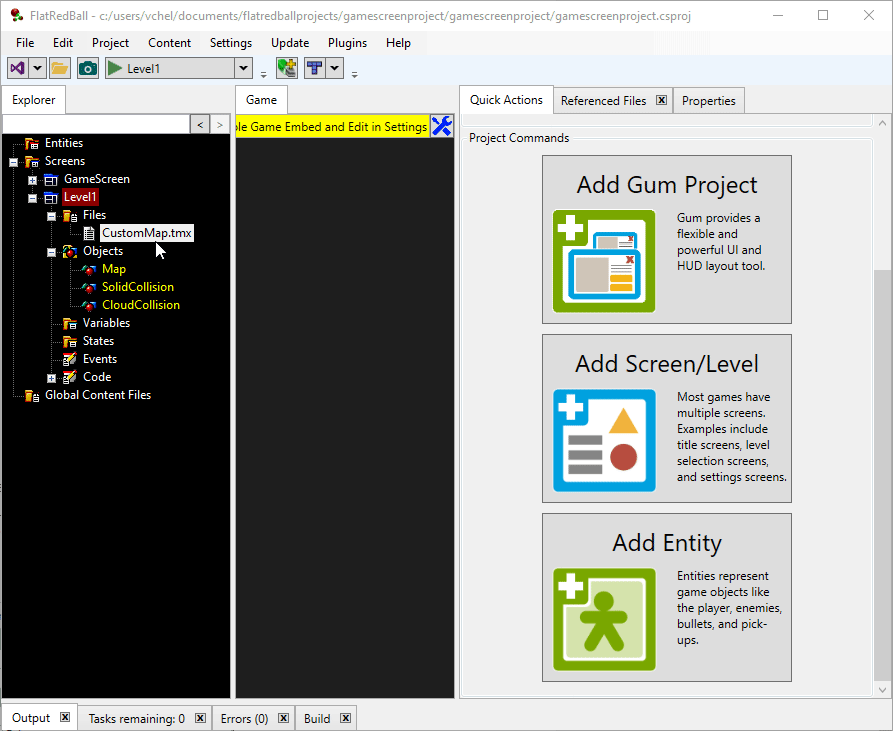 FlatRedBall - c:/users/vchel/documents/flatredballprojects/gamescreenproject/gamescreenproject/gamescreenproject.csproj
File Edit Project Content Settings Update Plugins Help
Level1
Explorer
< >
Entities
Screens
GameScreen
Level1
Files
CustomMap.tmx
Objects
Map
SolidCollision
CloudCollision
Variables
States
Events
Code
Global Content Files
Game
Game Embed and Edit in Settings
Quick Actions Referenced Files Properties
Project Commands
Add Gum Project
Gum provides a
flexible and
powerful UI and
HUD layout tool.
Add Screen/Level
Most games have
multiple screens.
Examples include
title screens, level
selection screens,
and settings screens.
Add Entity
Entities represent
game objects like
the player, enemies,
bullets, and pick-
ups.
Output Tasks remaining: 0 Errors (0) Build